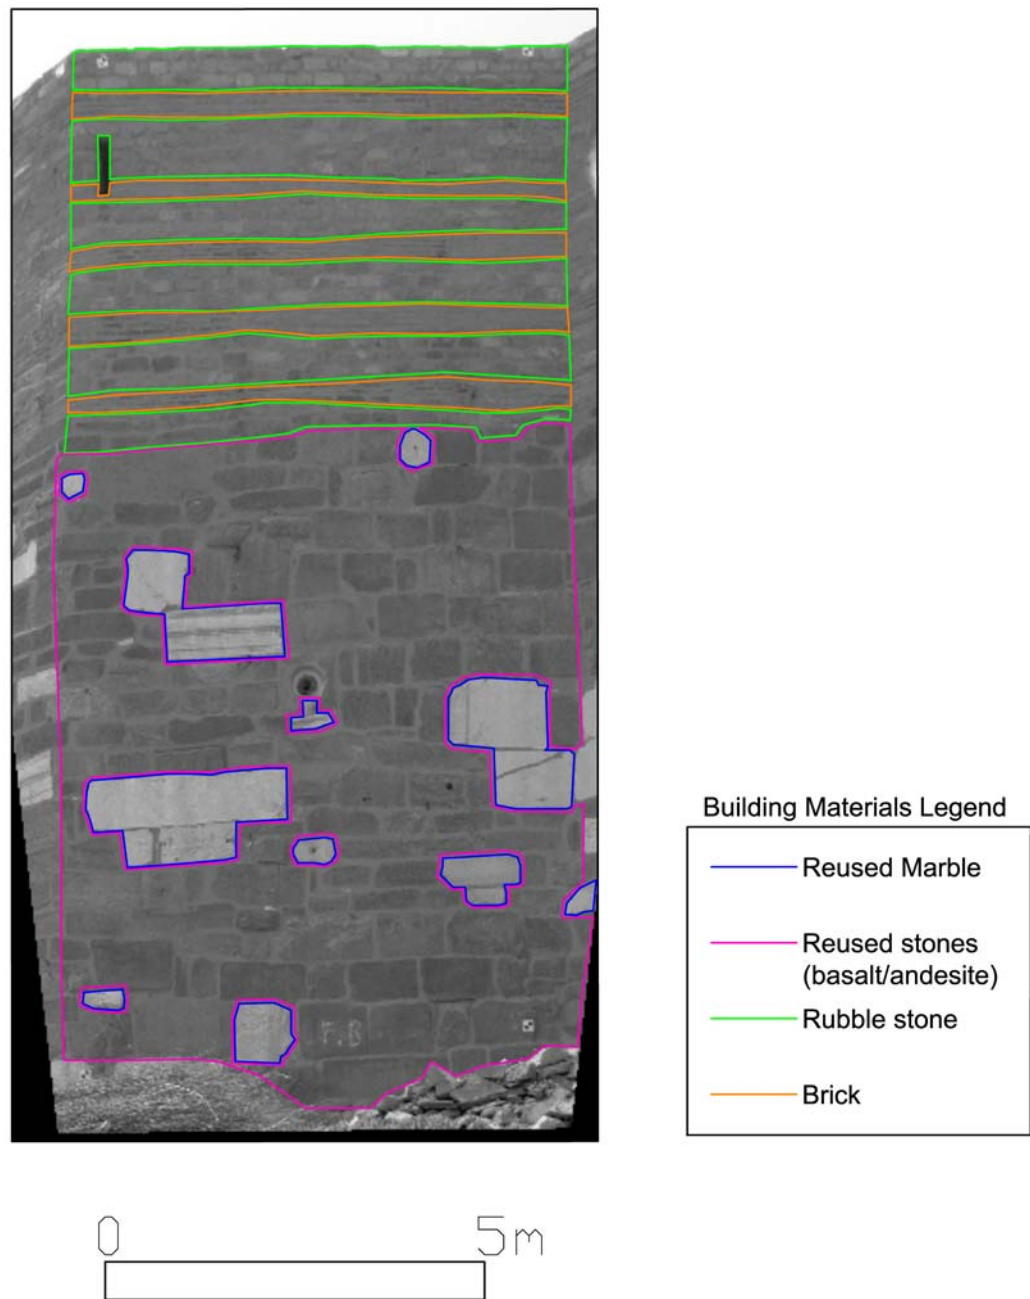 F.B
Building Materials Legend
Reused Marble
Reused stones
(basalt/andesite)
Rubble stone
Brick
0 5m